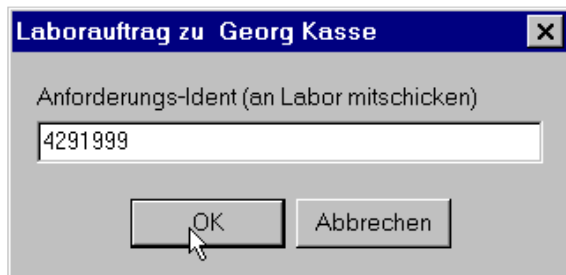 Laborauftrag zu  Georg Kasse
Anforderungs-Ident (an Labor mitschicken)
4291999
OK
Abbrechen